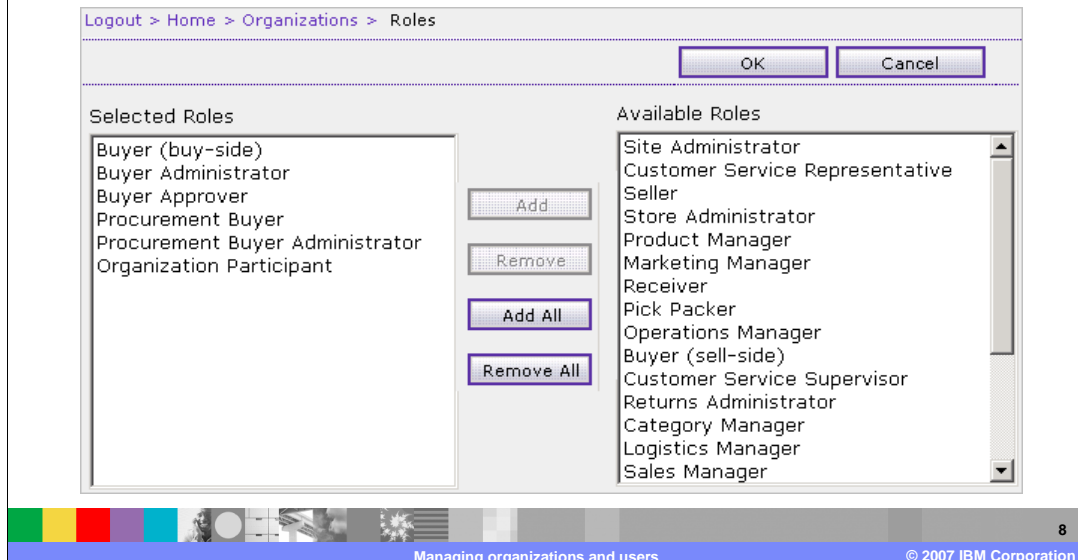 Logout > Home > Organizations > Roles
OK
Cancel
Selected Roles
Buyer (buy-side)
Buyer Administrator
Buyer Approver
Procurement Buyer
Procurement Buyer Administrator
Organization Participant
Add
Remove
Add All
Remove All
Available Roles
Site Administrator
Customer Service Representative
Seller
Store Administrator
Product Manager
Marketing Manager
Receiver
Pick Packer
Operations Manager
Buyer (sell-side)
Customer Service Supervisor
Returns Administrator
Category Manager
Logistics Manager
Sales Manager
8
Managing organizations and users
© 2007 IBM Corporation